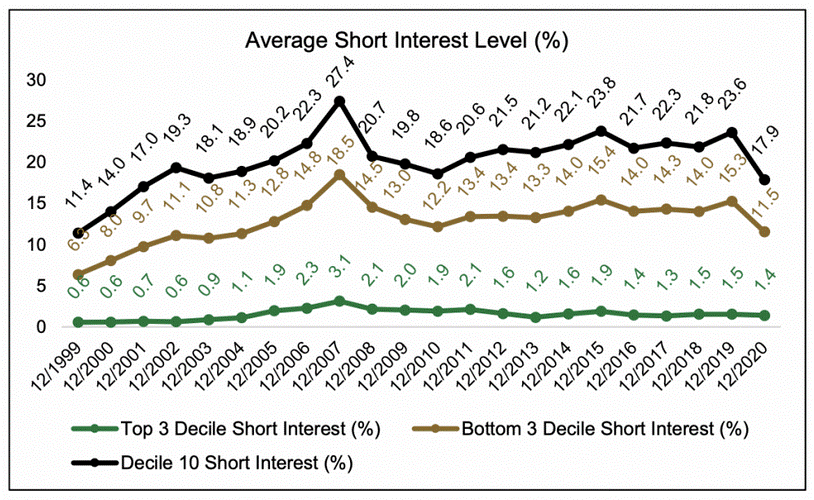 Average Short Interest Level (%)
30
25
20
15
10
5
0
11.4 14.0 17.0 19.3 18.1 18.9 20.2 22.3 27.4 20.7 19.8 18.6 20.6 21.5 21.2 22.1 23.8 21.7 22.3 21.8 23.6 17.9
6.3 8.0 9.7 11.1 10.8 11.3 12.8 14.8 18.5 14.5 13.0 12.2 13.4 13.4 13.3 14.0 15.4 14.0 14.3 14.0 15.3 11.5
0.6 0.6 0.7 0.6 0.9 1.1 1.9 2.3 3.1 2.1 2.0 1.9 2.1 1.6 1.2 1.6 1.9 1.4 1.3 1.5 1.5 1.4
12/1999 12/2000 12/2001 12/2002 12/2003 12/2004 12/2005 12/2006 12/2007 12/2008 12/2009 12/2010 12/2011 12/2012 12/2013 12/2014 12/2015 12/2016 12/2017 12/2018 12/2019 12/2020
Top 3 Decile Short Interest (%) Bottom 3 Decile Short Interest (%)
Decile 10 Short Interest (%)